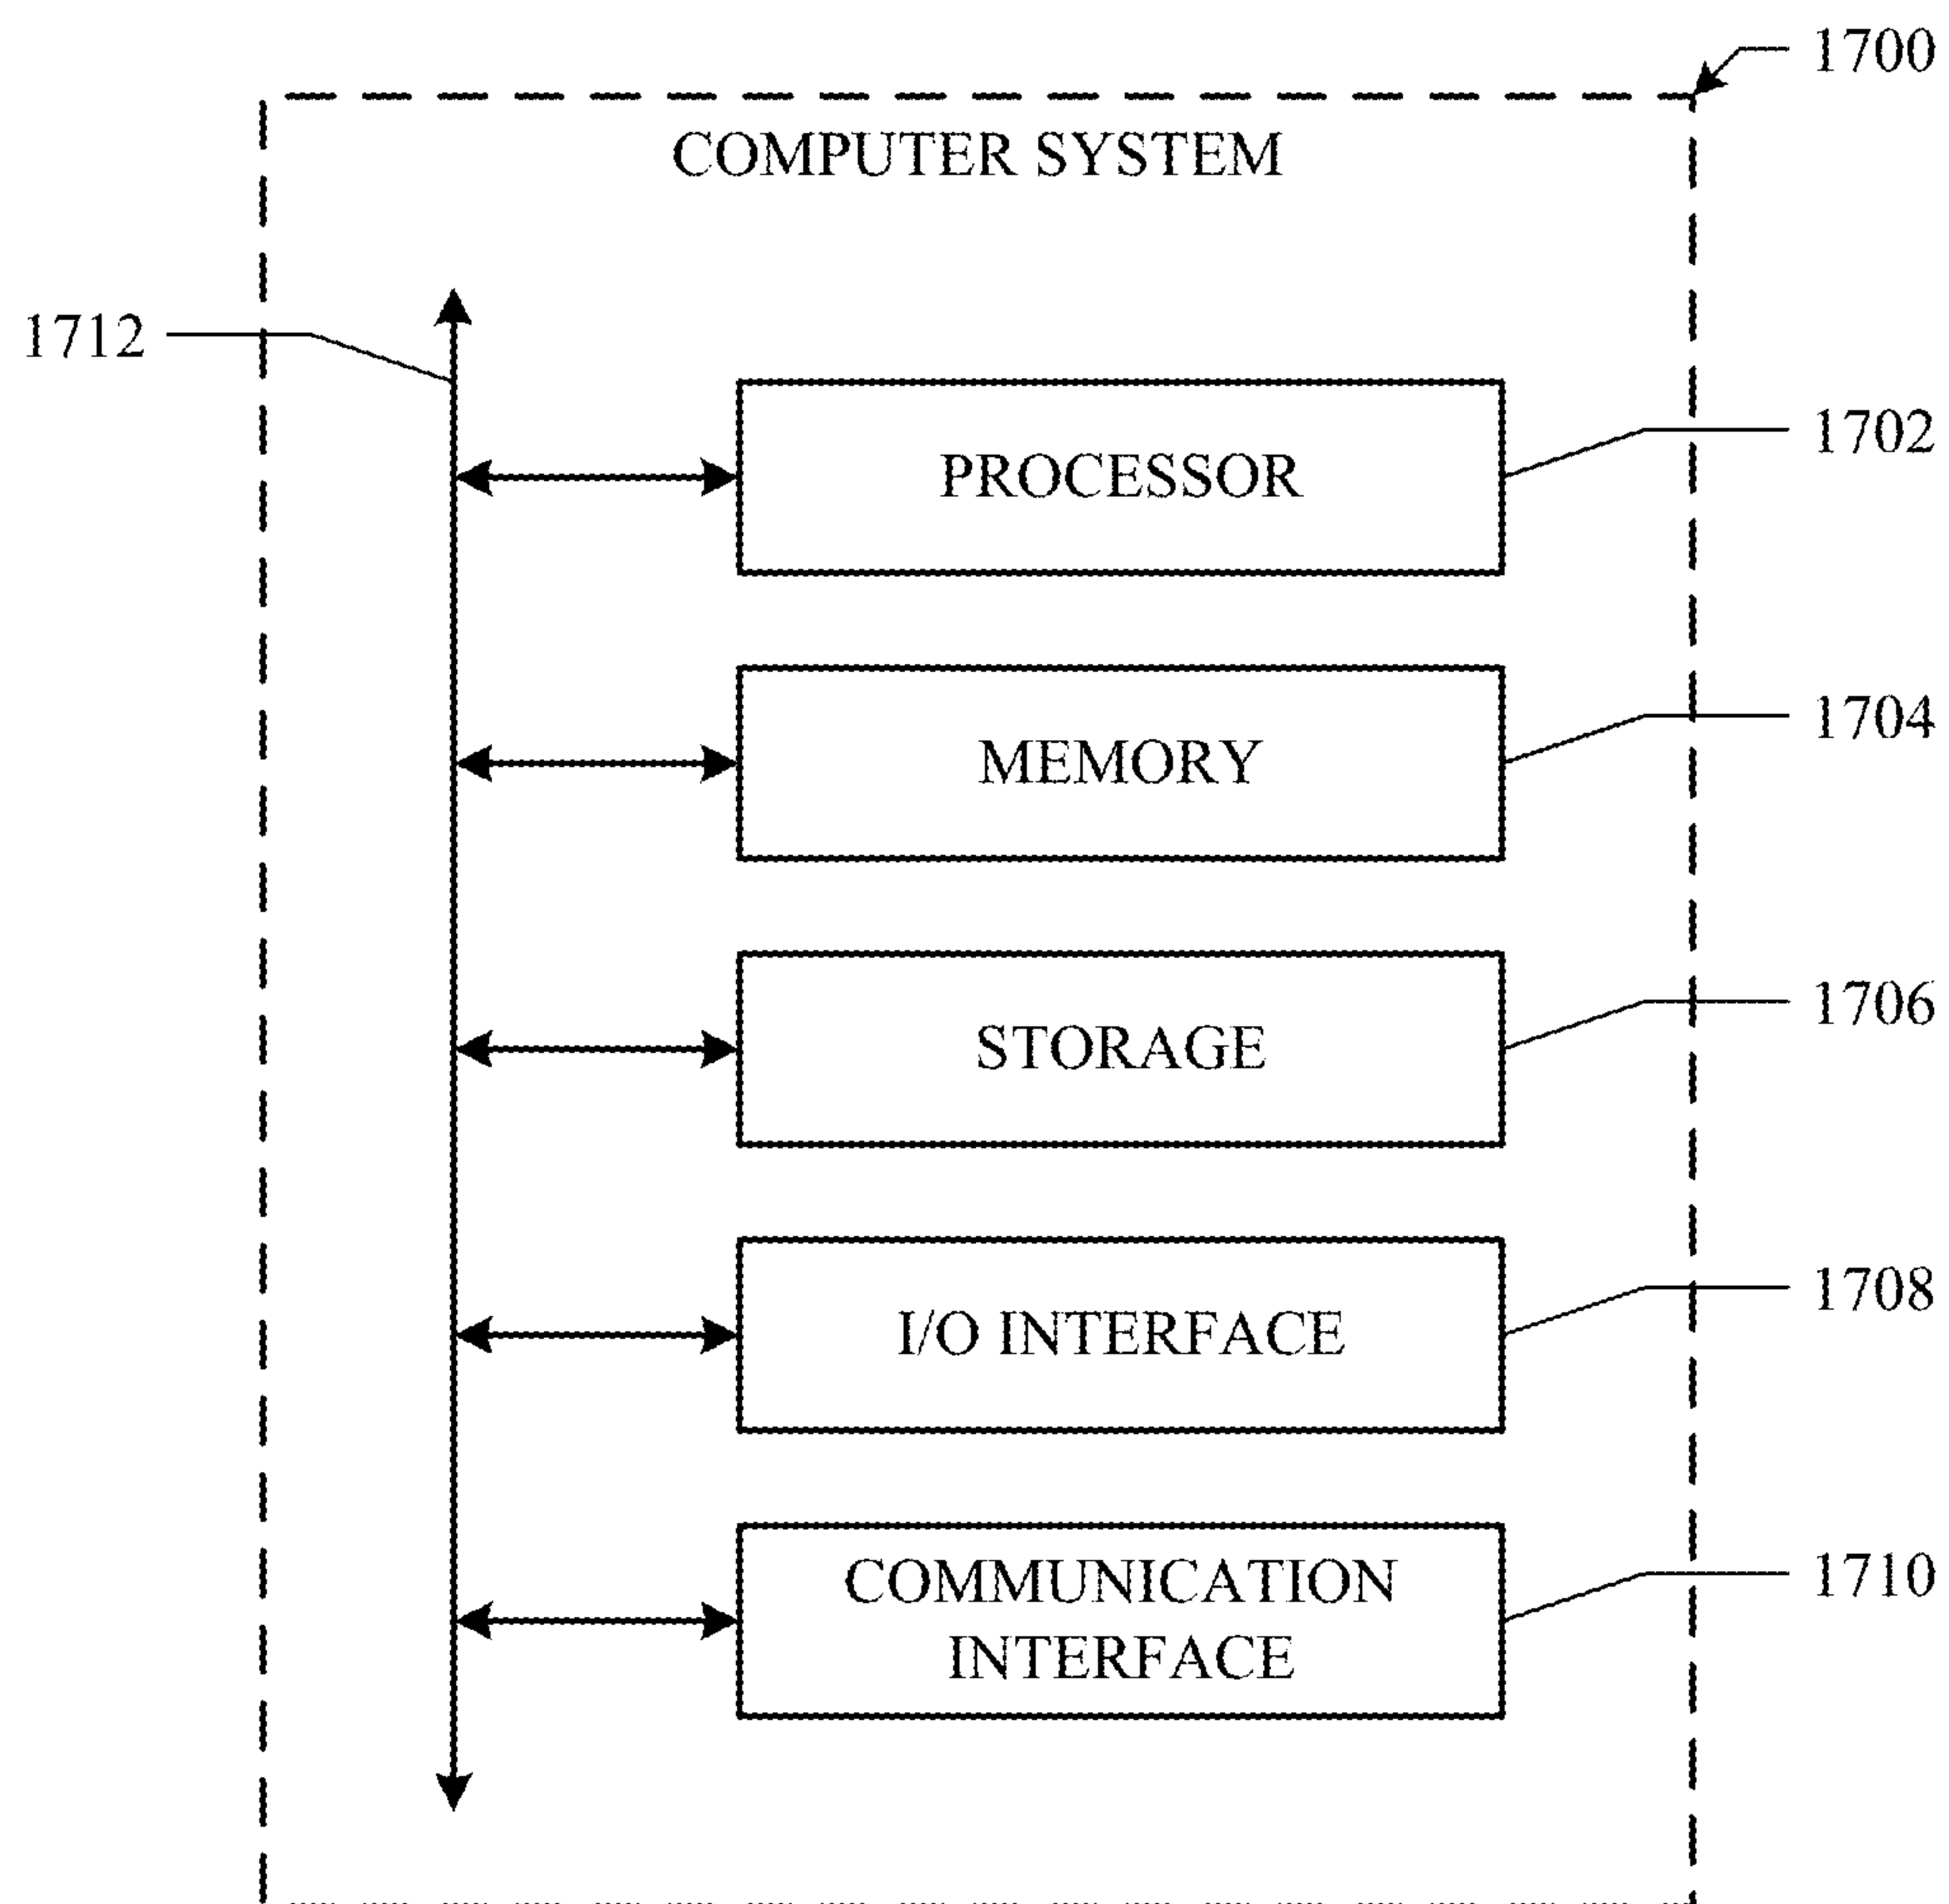 1700
COMPUTER SYSTEM
1712
1702
PROCESSOR
1704
MEMORY
1706
STORAGE
1708
I/O INTERFACE
1710
COMMUNICATION
INTERFACE